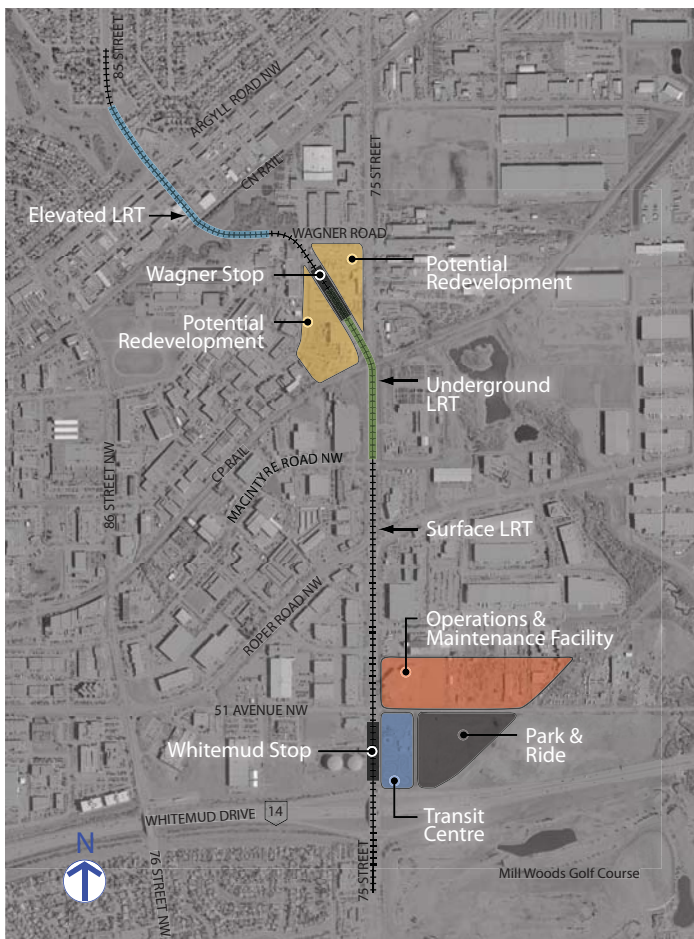 85 STREET
ARGYLL ROAD NW
CN RAIL
75 STREET
Elevated LRT
WAGNER ROAD
Wagner Stop
Potential
Redevelopment
Potential
Redevelopment
Underground
LRT
CP RAIL
MACINTYRE ROAD NW
86 STREET NW
Surface LRT
ROPER ROAD NW
Operations &
Maintenance Facility
51 AVENUE NW
Whitemud Stop
Park &
Ride
WHITEMUD DRIVE
14
Transit
Centre
N
76 STREET NW
75 STREET
Mill Woods Golf Course